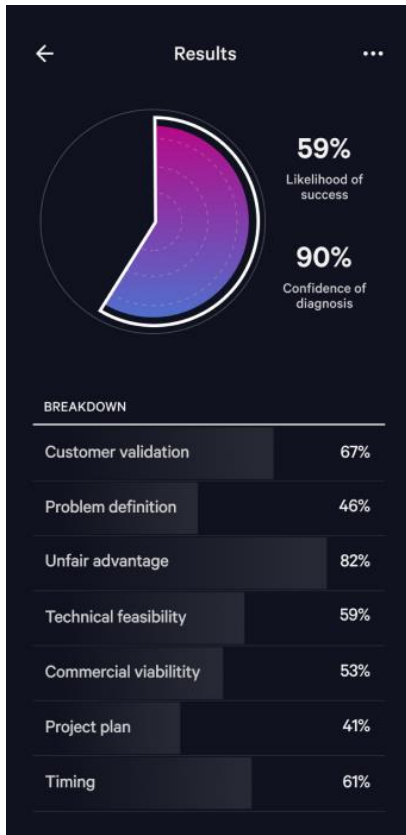 Results
59%
Likelihood of
success
90%
Confidence of
diagnosis
BREAKDOWN
Customer validation 67%
Problem definition 46%
Unfair advantage 82%
Technical feasibility 59%
Commercial viabilitity 53%
Project plan 41%
Timing 61%